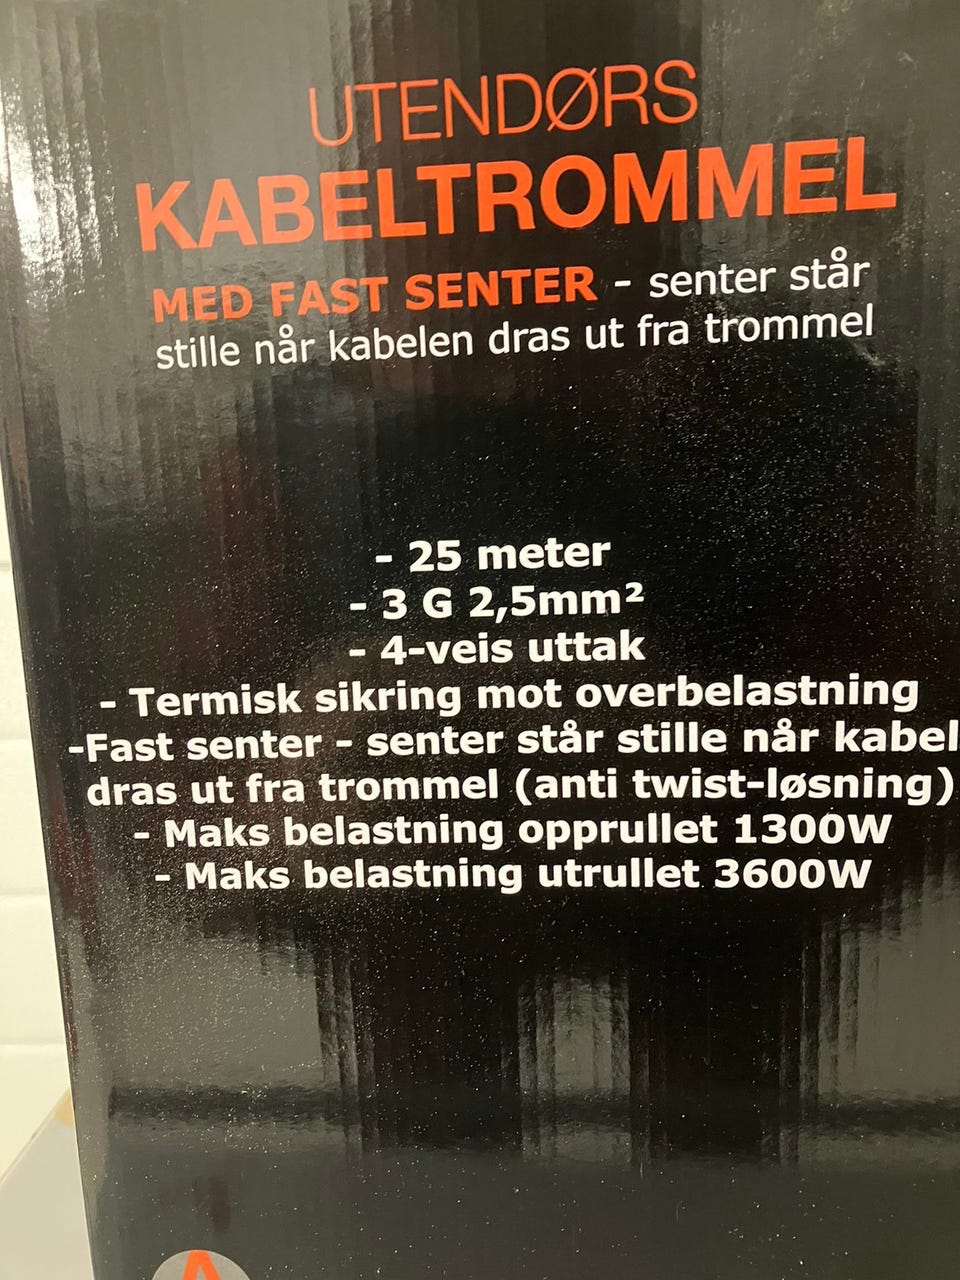 UTENDØRS
KABELTROMMEL
MED FAST SENTER - senter står
stille når kabelen dras ut fra trommel
- 25 meter
- 3 G 2,5mm²
- 4-veis uttak
- Termisk sikring mot overbelastning
-Fast senter - senter står stille når kabel
dras ut fra trommel (anti twist-løsning)
- Maks belastning opprullet 1300W
- Maks belastning utrullet 3600W